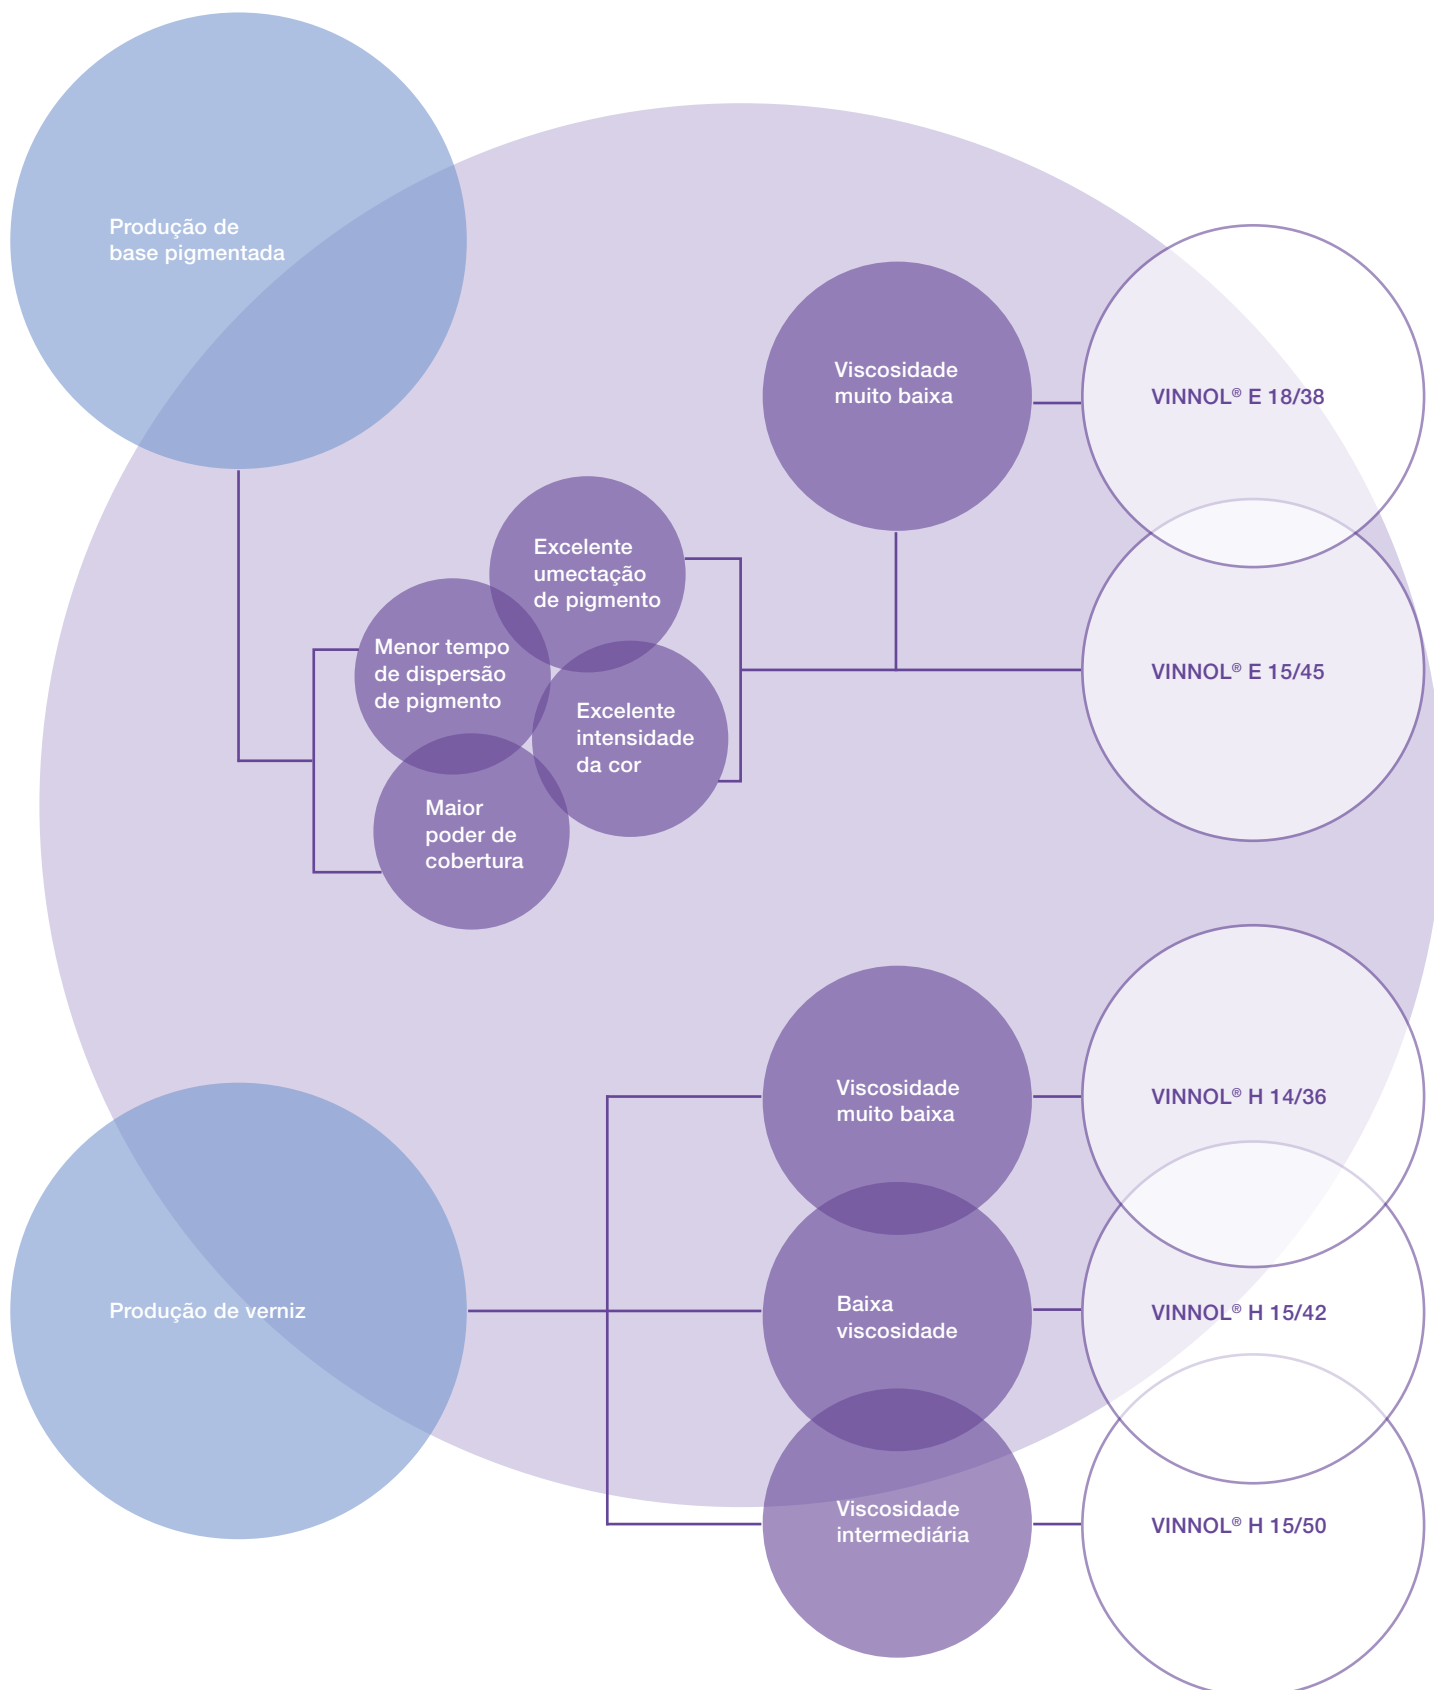 Produção de
base pigmentada
Viscosidade
muito baixa
VINNOL® E 18/38
Excelente
umectação
de pigmento
Menor tempo
de dispersão
de pigmento
VINNOL® E 15/45
Excelente
intensidade
da cor
Maior
poder de
cobertura
Viscosidade
muito baixa
VINNOL® H 14/36
Produção de verniz
Baixa
viscosidade
VINNOL® H 15/42
Viscosidade
intermediária
VINNOL® H 15/50